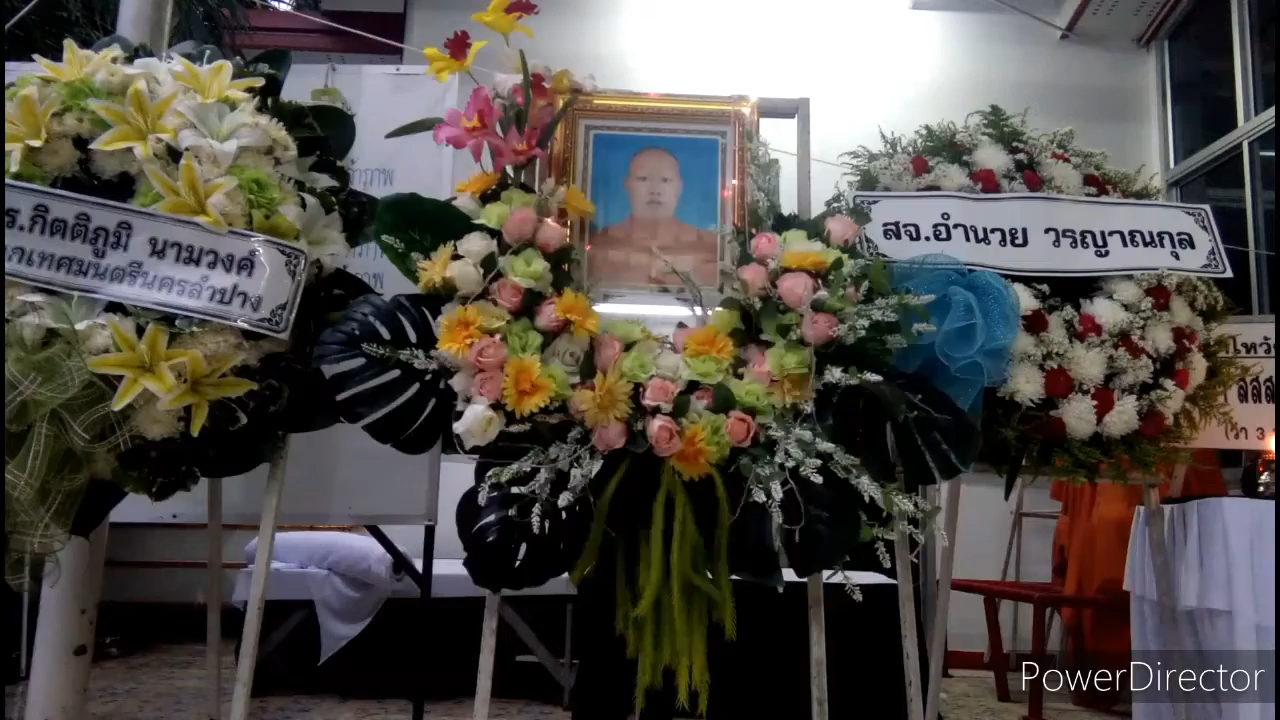 ร.กิตติภูมิ นามวงค์
กเทศมนตรีนครลำปาง
สจ.อำนวย วรญาณกุล
PowerDirector